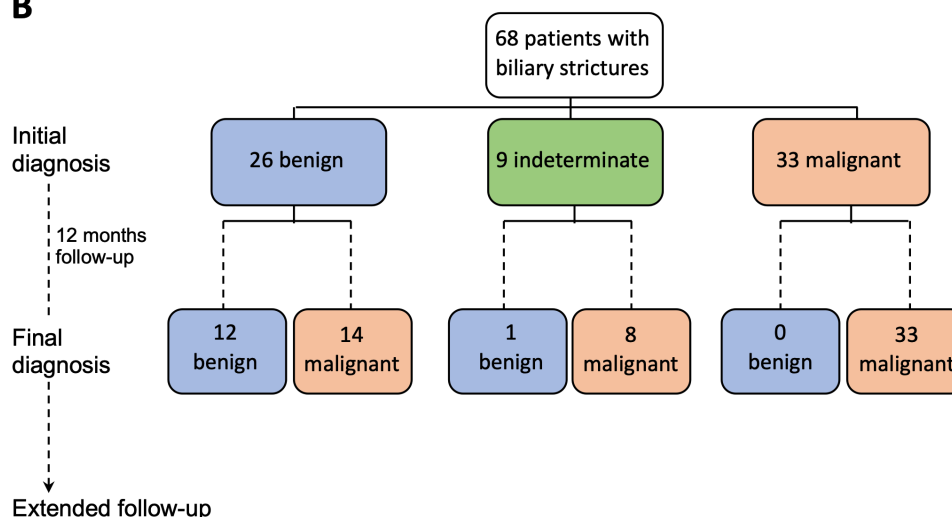 B
68 patients with
biliary strictures
Initial
diagnosis
26 benign
9 indeterminate
33 malignant
12 months
follow-up
Final
diagnosis
12
benign
14
malignant
1
benign
8
malignant
0
benign
33
malignant
Extended follow-up